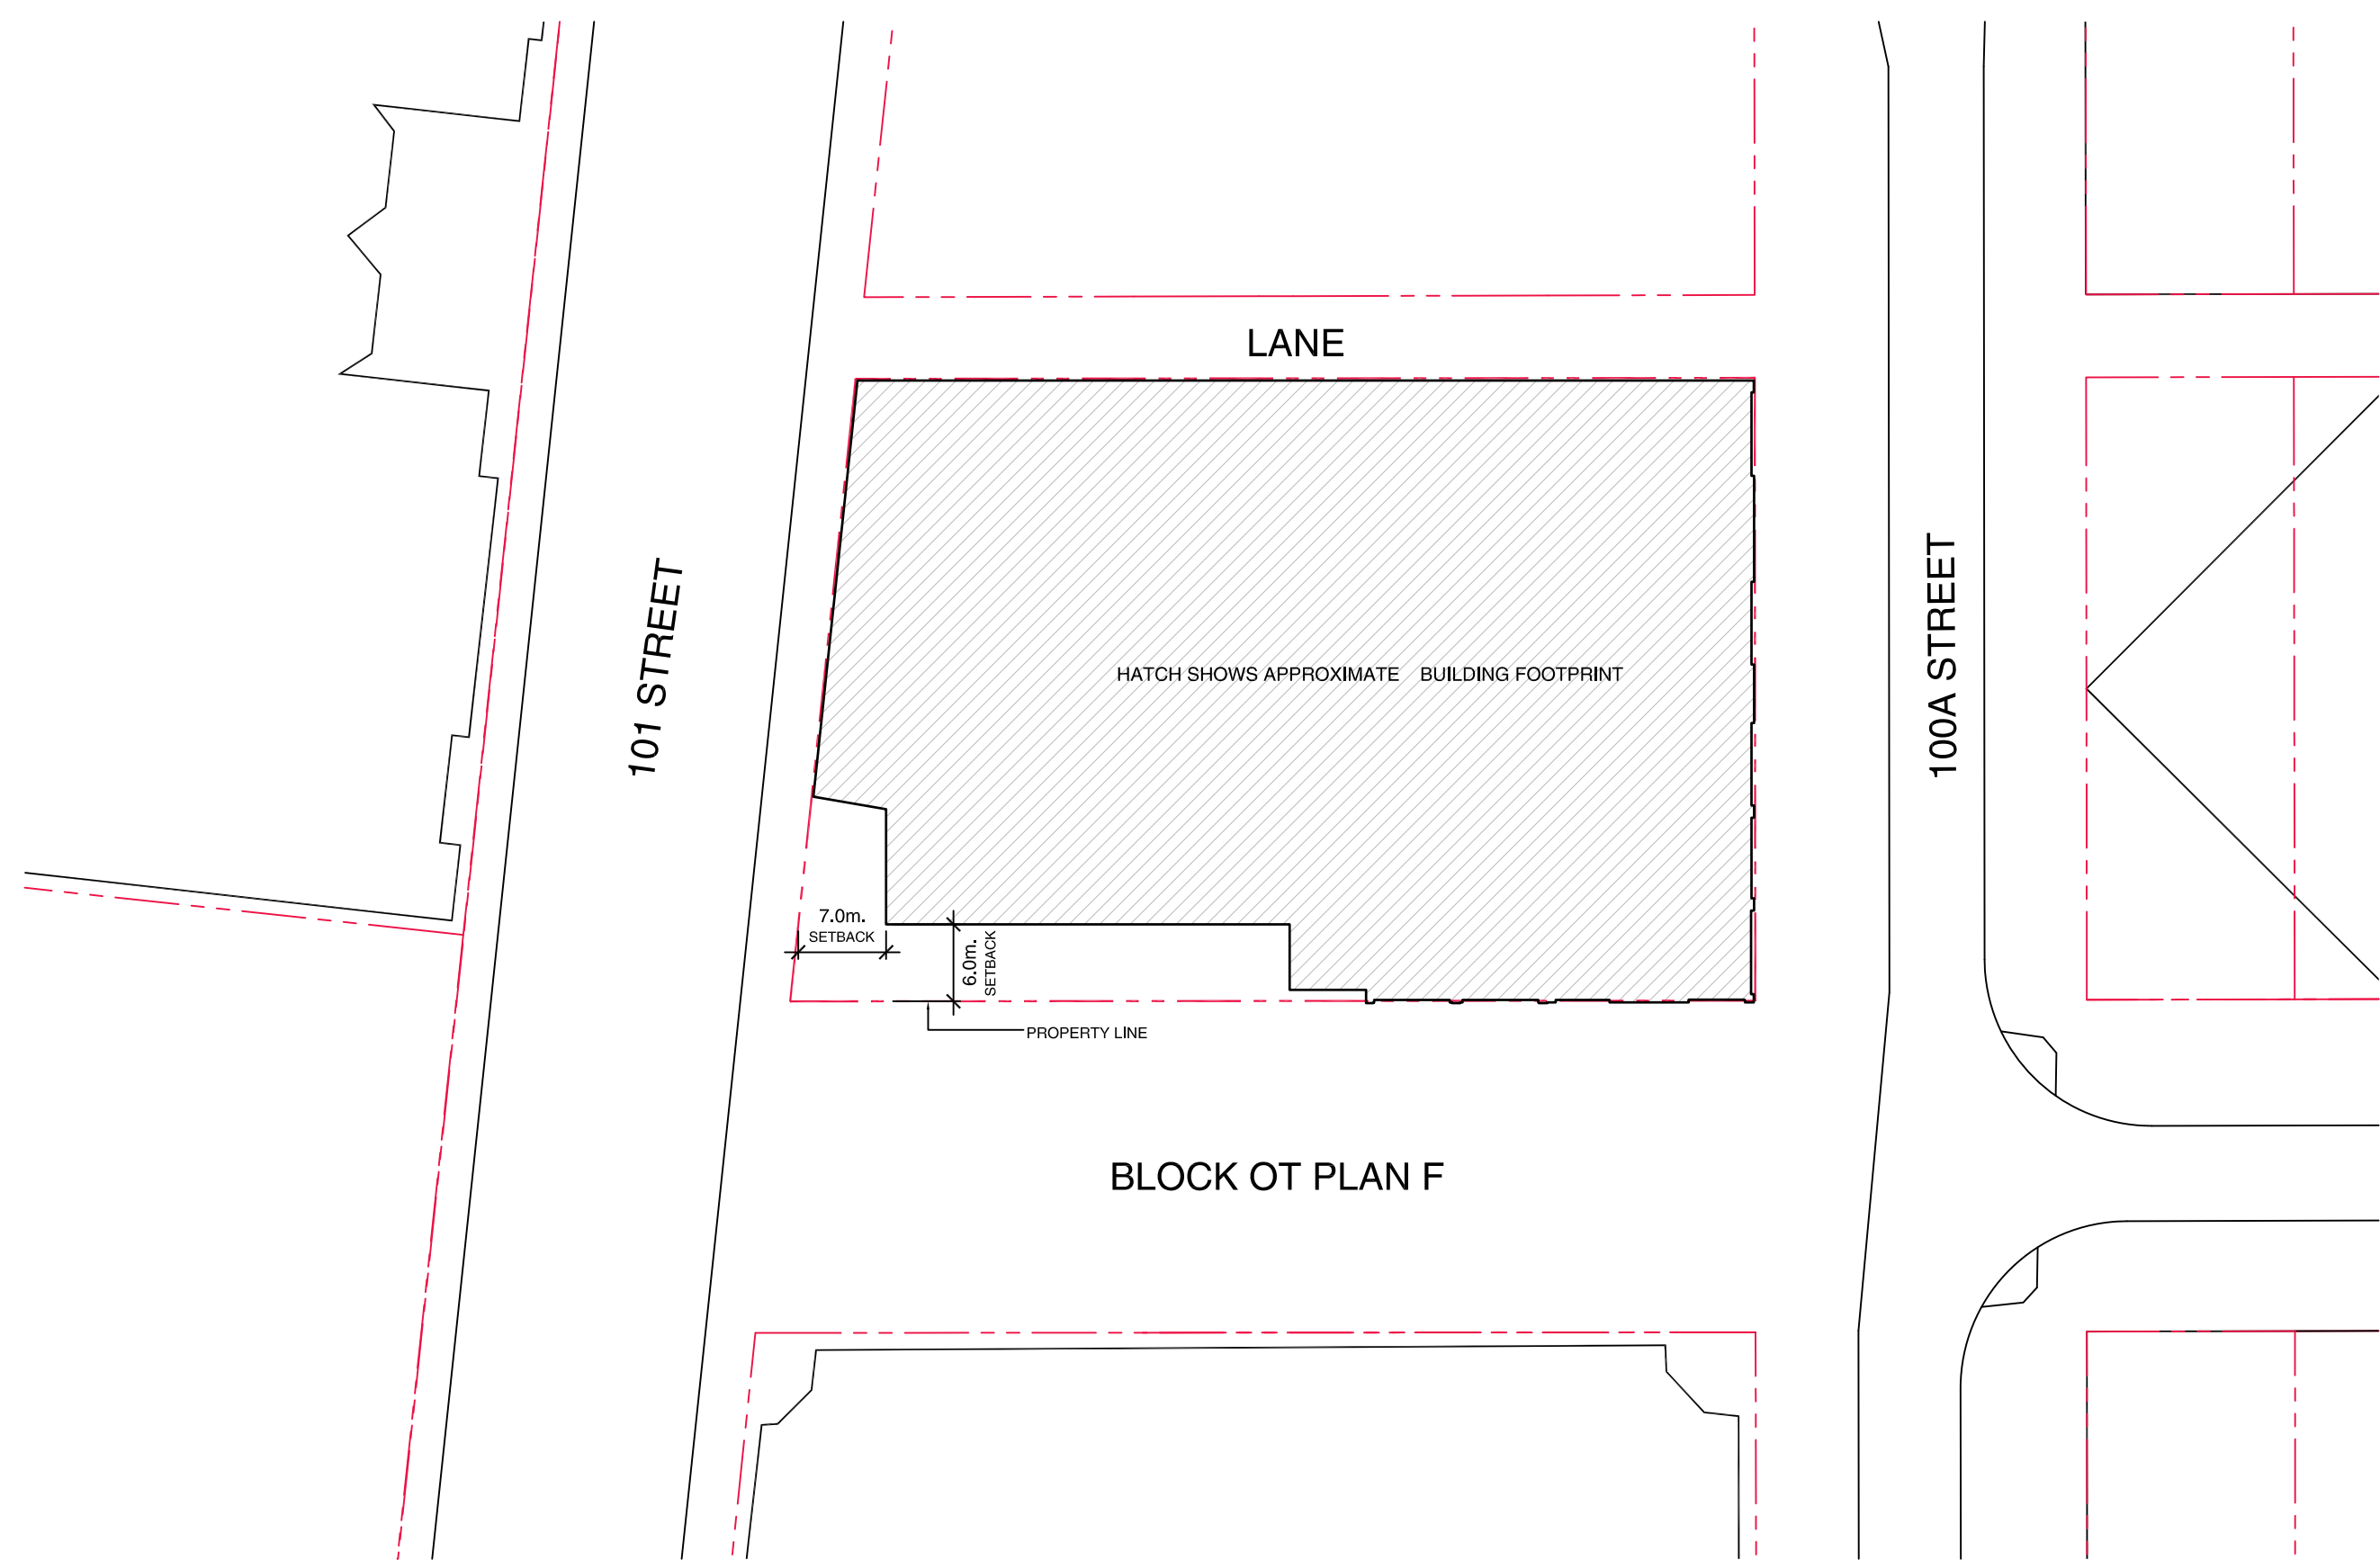 LANE
101 STREET
100A STREET
HATCH SHOWS APPROXIMATE BUILDING FOOTPRINT
7.0m.
SETBACK
6.0m.
SETBACK
PROPERTY LINE
BLOCK OT PLAN F